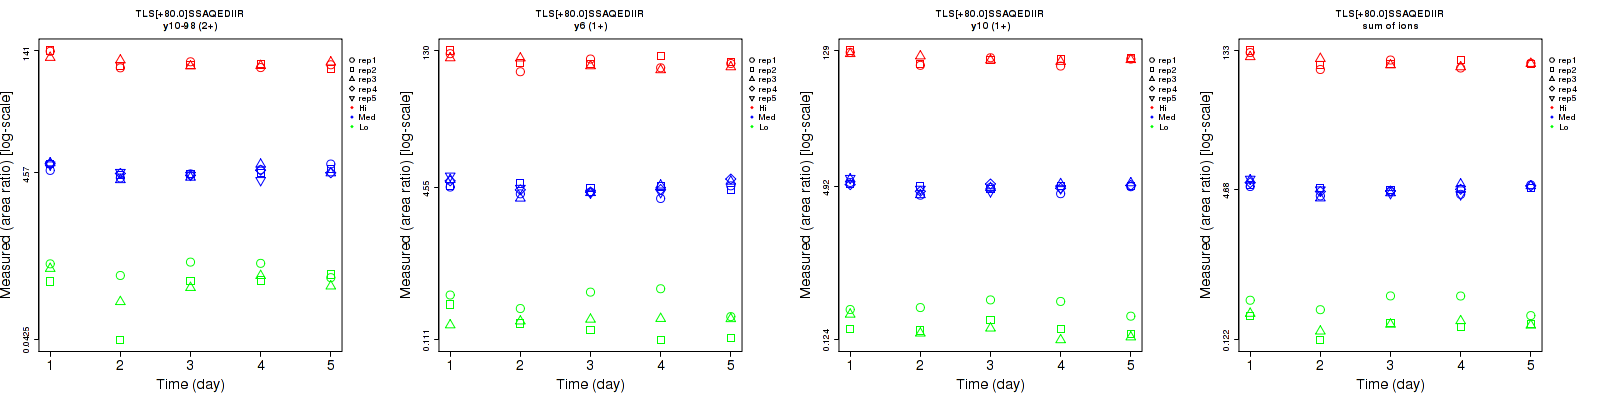 TLS[+80.0]SSAQEDIIR
y10-98 (2+)
Measured (area ratio) [log-scale]
141
4.57
0.0425
1 2 3 4 5
Time (day)
rep1
rep2
rep3
rep4
rep5
Hi
Med
Lo
TLS[+80.0]SSAQEDIIR
y6 (1+)
Measured (area ratio) [log-scale]
130
4.55
0.11
1 2 3 4 5
Time (day)
rep1
rep2
rep3
rep4
rep5
Hi
Med
Lo
TLS[+80.0]SSAQEDIIR
y10 (1+)
Measured (area ratio) [log-scale]
129
4.92
0.124
1 2 3 4 5
Time (day)
rep1
rep2
rep3
rep4
rep5
Hi
Med
Lo
TLS[+80.0]SSAQEDIIR
sum of ions
Measured (area ratio) [log-scale]
133
4.68
0.122
1 2 3 4 5
Time (day)
rep1
rep2
rep3
rep4
rep5
Hi
Med
Lo